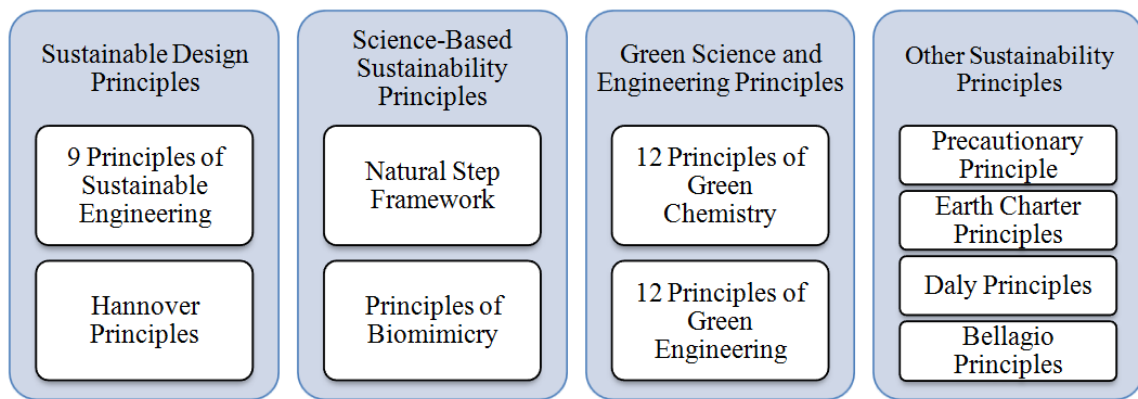 Sustainable Design
Principles
9 Principles of
Sustainable
Engineering
Hannover
Principles
Science-Based
Sustainability
Principles
Natural Step
Framework
Principles of
Biomimicry
Green Science and
Engineering Principles
12 Principles of
Green
Chemistry
12 Principles of
Green
Engineering
Other Sustainability
Principles
Precautionary
Principle
Earth Charter
Principles
Daly Principles
Bellagio
Principles